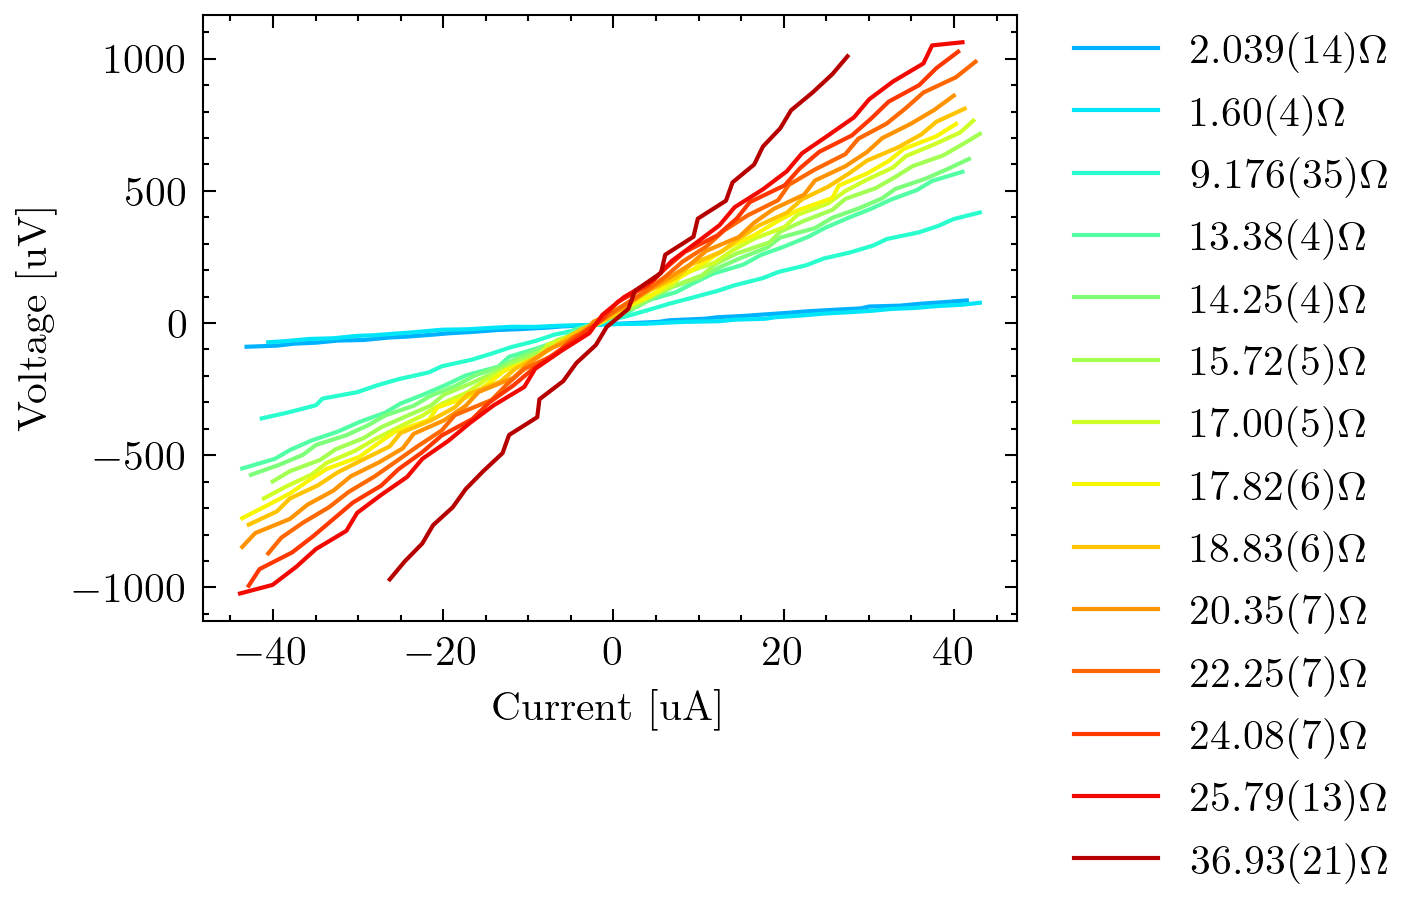 1000
500
0
−500
−1000
Voltage [uV]
−40
−20
0
20
40
Current [uA]
2.039(14)Ω
1.60(4)Ω
9.176(35)Ω
13.38(4)Ω
14.25(4)Ω
15.72(5)Ω
17.00(5)Ω
17.82(6)Ω
18.83(6)Ω
20.35(7)Ω
22.25(7)Ω
24.08(7)Ω
25.79(13)Ω
36.93(21)Ω